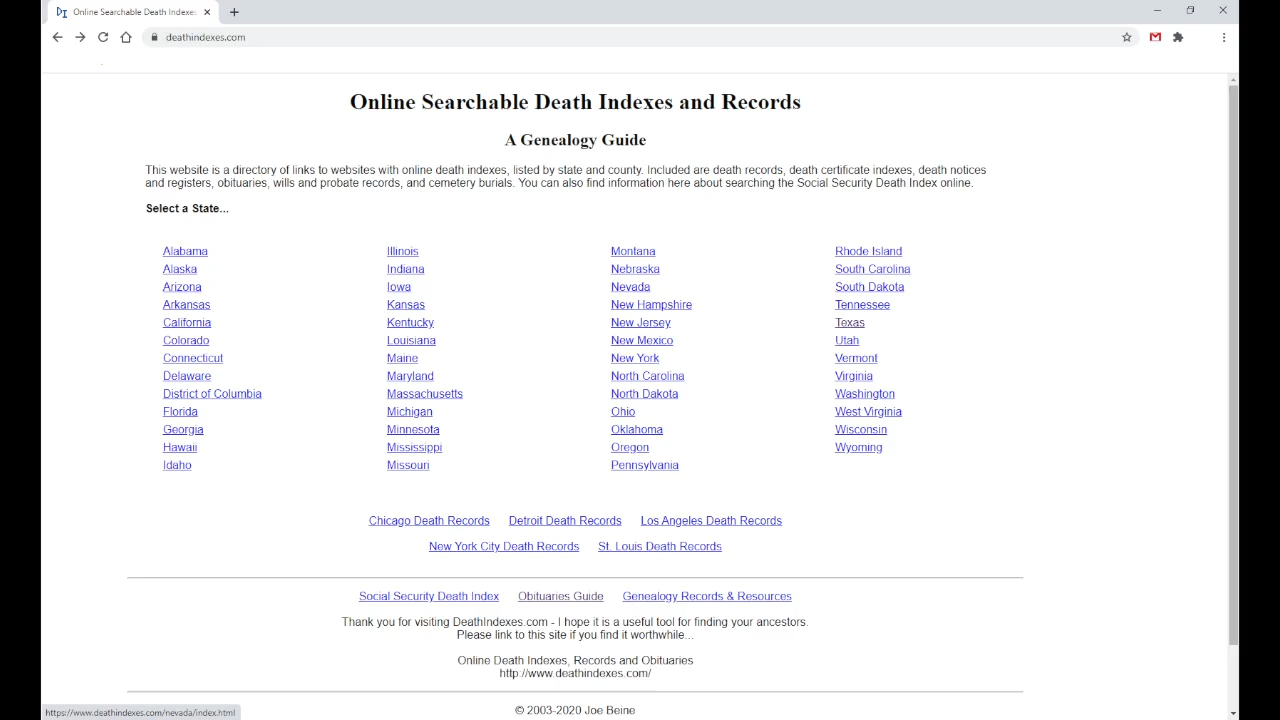 Online Searchable Death Indexes
deathindexes.com
Online Searchable Death Indexes and Records
A Genealogy Guide
This website is a directory of links to websites with online death indexes, listed by state and county. Included are death records, death certificate indexes, death notices
and registers, obituaries, wills and probate records, and cemetery burials. You can also find information here about searching the Social Security Death Index online.
Select a State...
Alabama Illinois Montana Rhode Island
Alaska Indiana Nebraska South Carolina
Arizona Iowa Nevada South Dakota
Arkansas Kansas New Hampshire Tennessee
California Kentucky New Jersey Texas
Colorado Louisiana New Mexico Utah
Connecticut Maine New York Vermont
Delaware Maryland North Carolina Virginia
District of Columbia Massachusetts North Dakota Washington
Florida Michigan Ohio West Virginia
Georgia Minnesota Oklahoma Wisconsin
Hawaii Mississippi Oregon Wyoming
Idaho Missouri Pennsylvania
Chicago Death Records Detroit Death Records Los Angeles Death Records
New York City Death Records St. Louis Death Records
Social Security Death Index Obituaries Guide Genealogy Records & Resources
Thank you for visiting DeathIndexes.com - I hope it is a useful tool for finding your ancestors.
Please link to this site if you find it worthwhile...
Online Death Indexes, Records and Obituaries
http://www.deathindexes.com/
© 2003-2020 Joe Beine
https://www.deathindexes.com/nevada/index.html